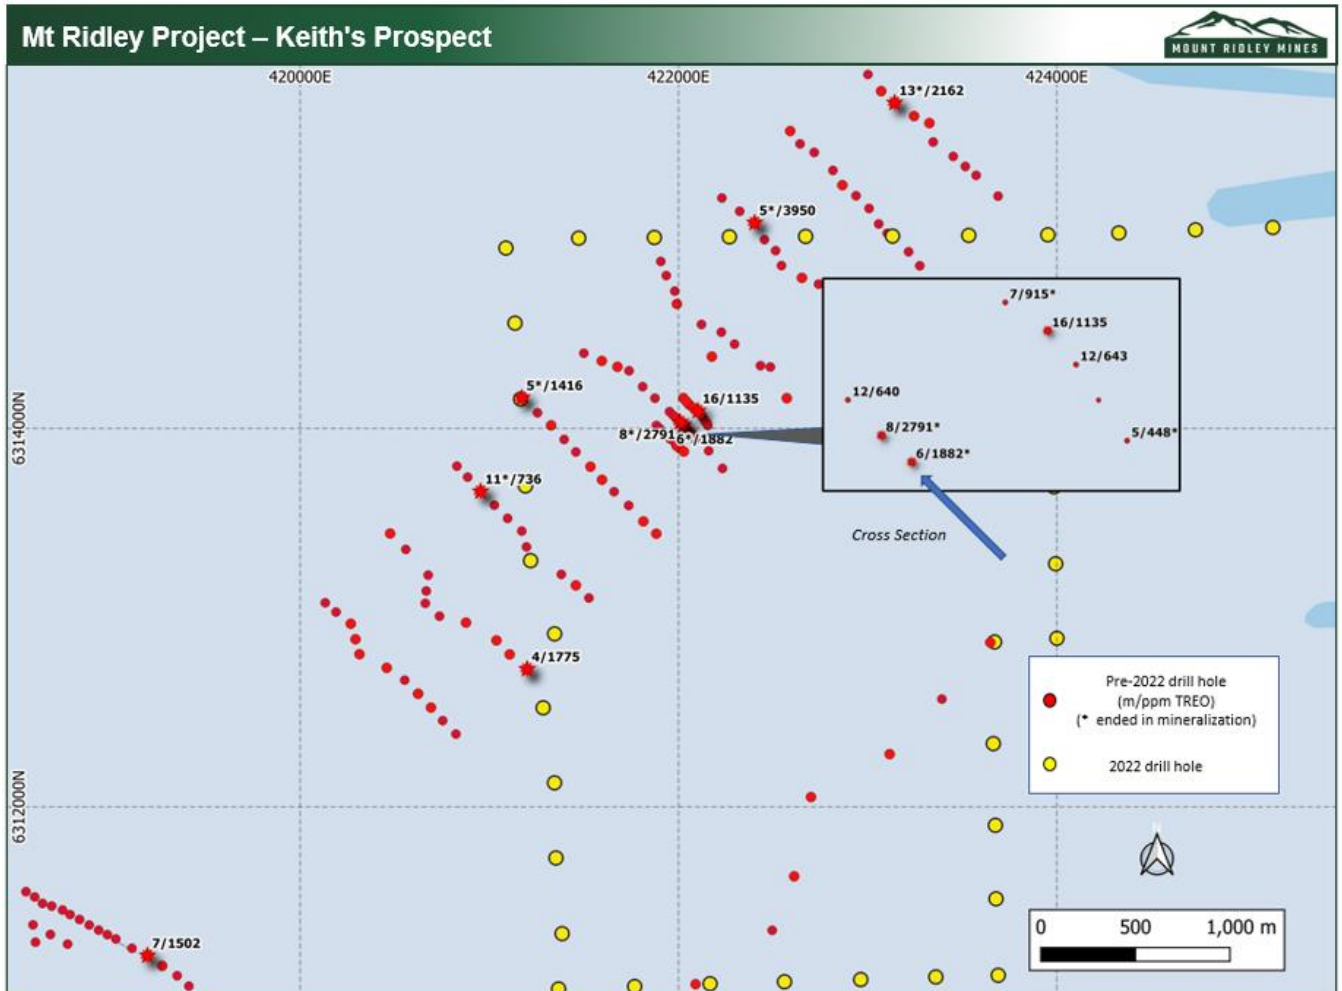 Mt Ridley Project – Keith's Prospect
MOUNT RIDLEY MINES
420000E
422000E
424000E
13*/2162
5*/3950
7/915*
16/1135
12/643
12/640
8/2791*
5/448*
6/1882*
5*/1416
16/1135
8*/2791
6*/1882
6314000N
11*/736
Cross Section
4/1775
Pre-2022 drill hole
(m/ppm TREO)
(* ended in mineralization)
2022 drill hole
6312000N
7/1502
0 500 1,000 m